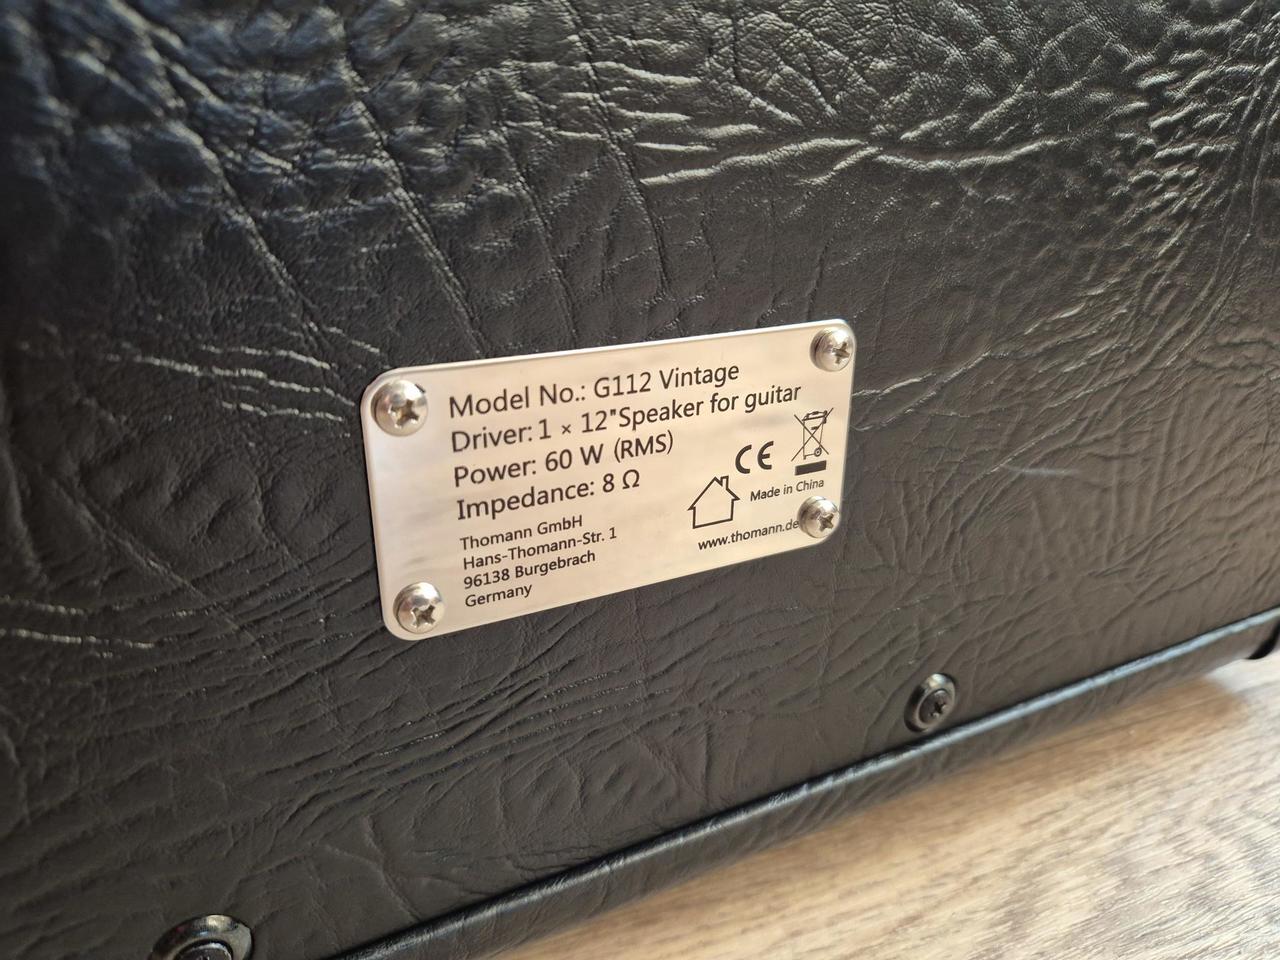 Model No.: G112 Vintage
Driver: 1 × 12"Speaker for guitar
Power: 60 W (RMS)
Impedance: 8 Ω
Thomann GmbH
Hans-Thomann-Str. 1
96138 Burgebrach
Germany
CE
Made in China
www.thomann.de